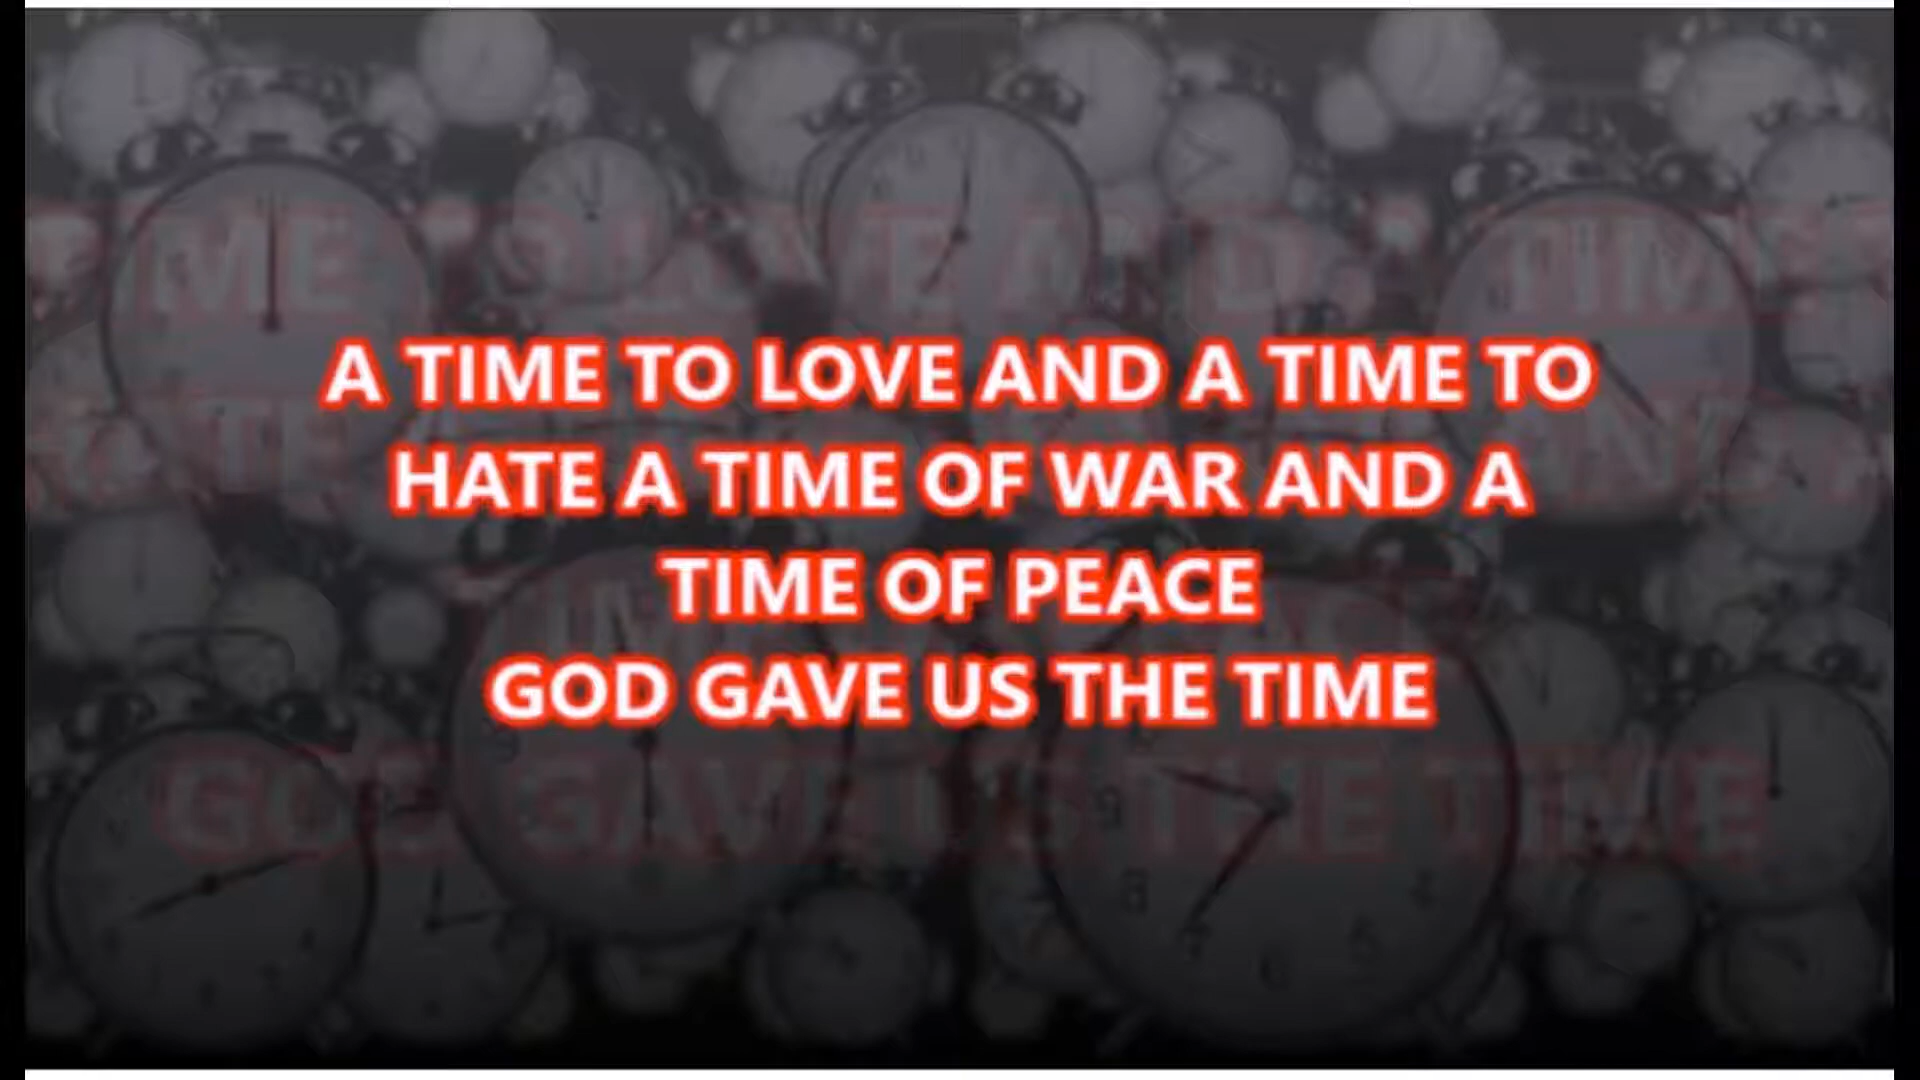 A TIME TO LOVE AND A TIME TO
HATE A TIME OF WAR AND A
TIME OF PEACE
GOD GAVE US THE TIME